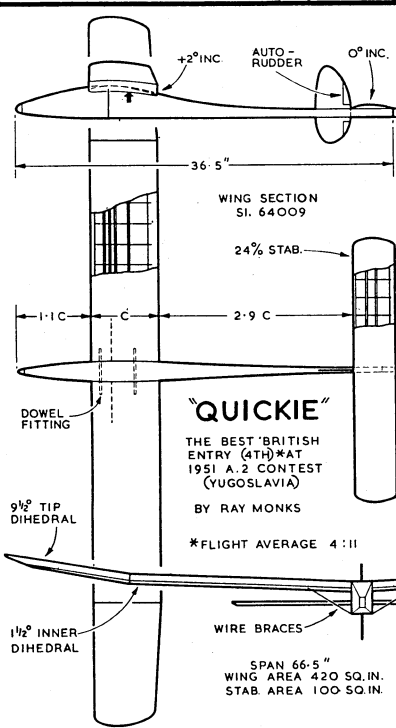 +2° INC.
AUTO-
RUDDER
0° INC.
36.5"
WING SECTION
SI. 64009
24% STAB.
1.1 C
C
2.9 C
DOWEL
FITTING
"QUICKIE"
THE BEST BRITISH
ENTRY (4TH)*AT
1951 A.2 CONTEST
(YUGOSLAVIA)
BY RAY MONKS
9½° TIP
DIHEDRAL
*FLIGHT AVERAGE 4:11
1½° INNER
DIHEDRAL
WIRE BRACES
SPAN 66.5"
WING AREA 420 SQ.IN.
STAB. AREA 100 SQ.IN.